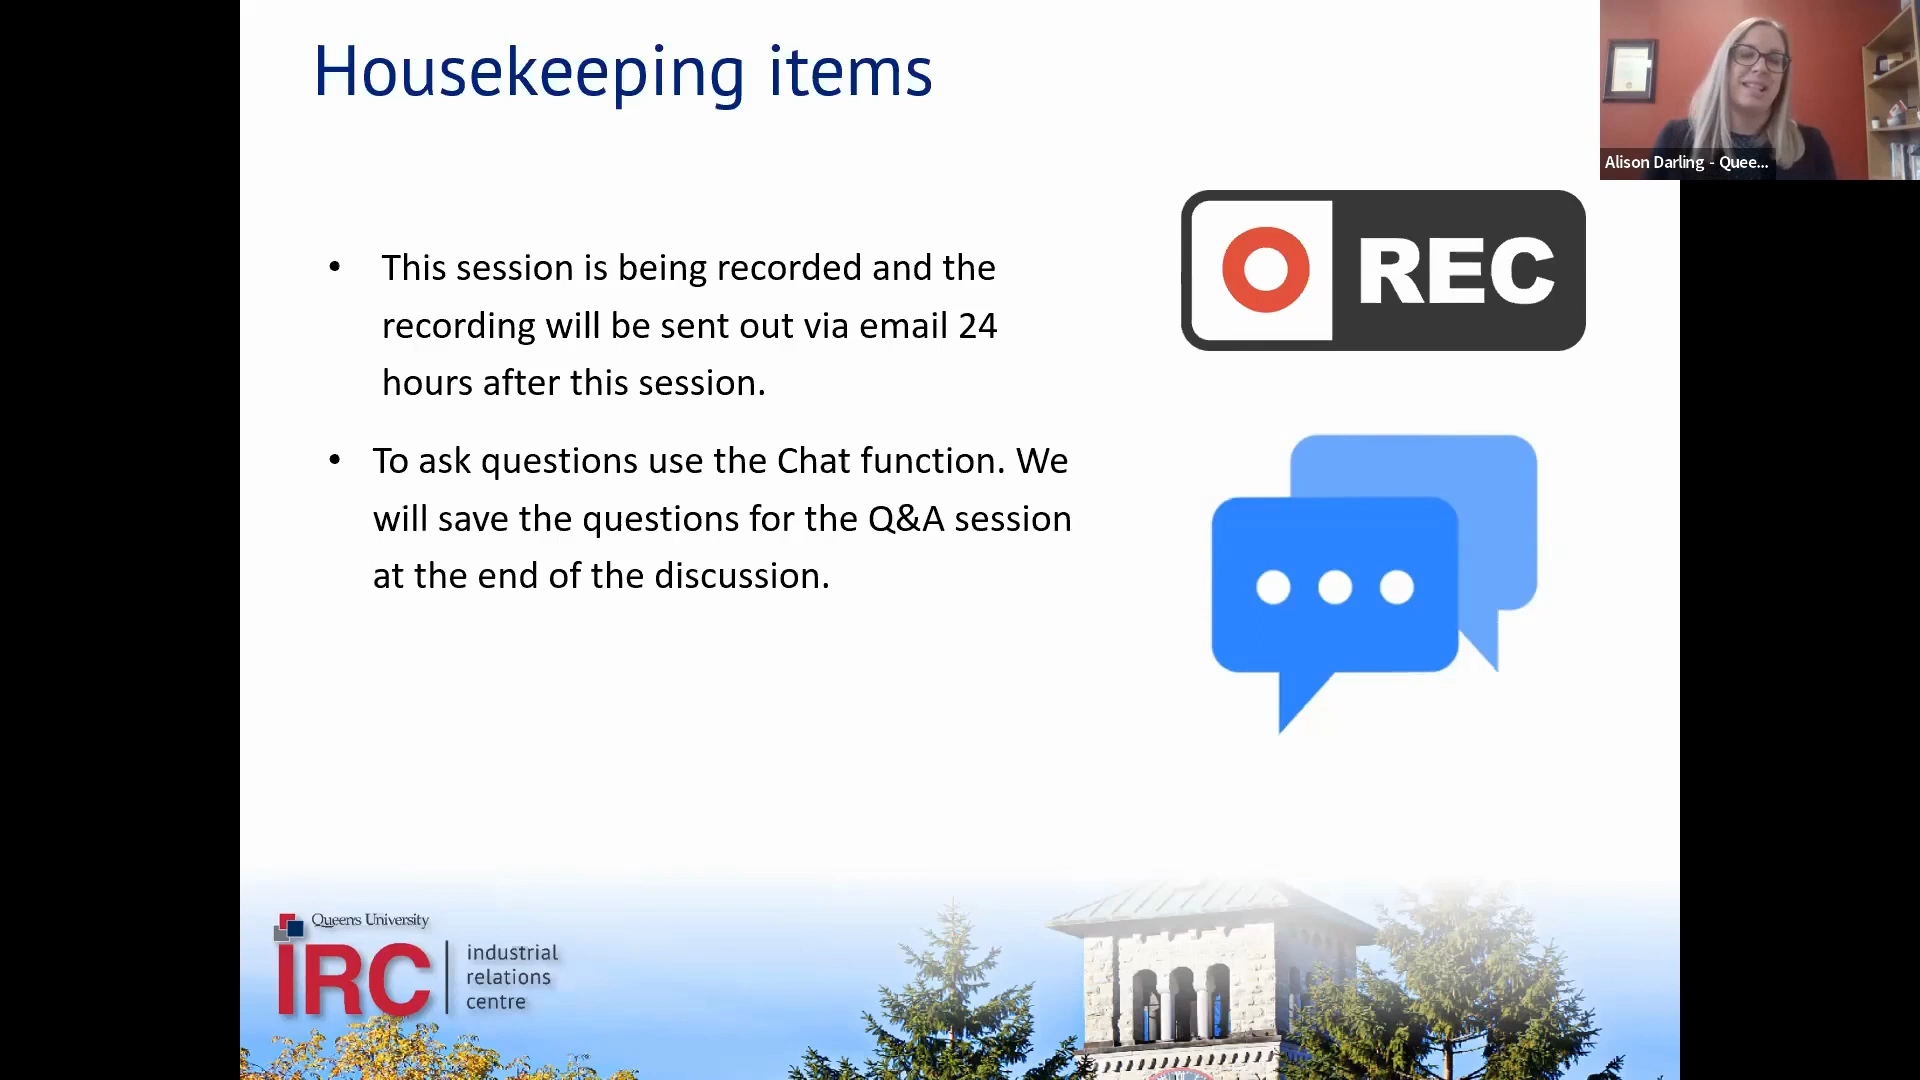 Housekeeping items
Alison Darling - Quee...
REC
• This session is being recorded and the
recording will be sent out via email 24
hours after this session.
• To ask questions use the Chat function. We
will save the questions for the Q&A session
at the end of the discussion.
Queen's University
IRC
industrial
relations
centre